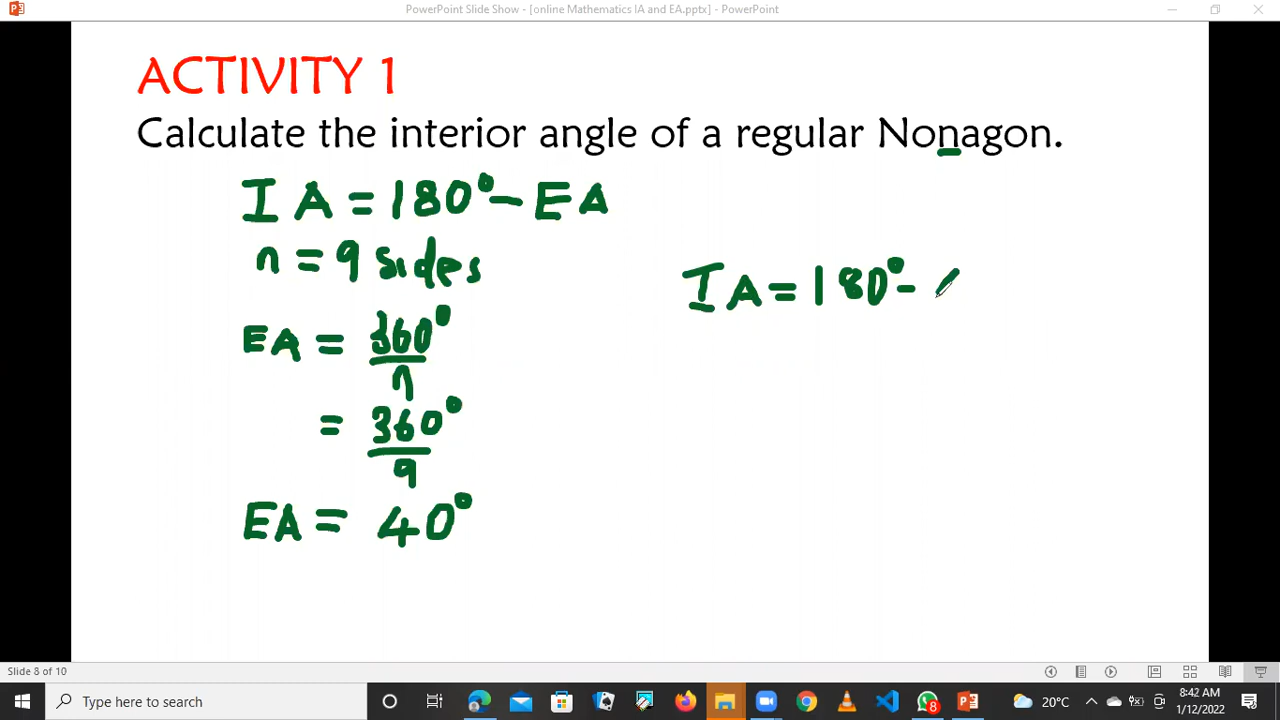 PowerPoint Slide Show - [online Mathematics IA and EA.pptx] - PowerPoint
ACTIVITY 1
Calculate the interior angle of a regular Nonagon.
IA = 180° - EA
n = 9 sides
EA = 360°/n
= 360°/9
EA = 40°
IA = 180° -
Slide 8 of 10
Type here to search
8
20°C
8:42 AM
1/12/2022